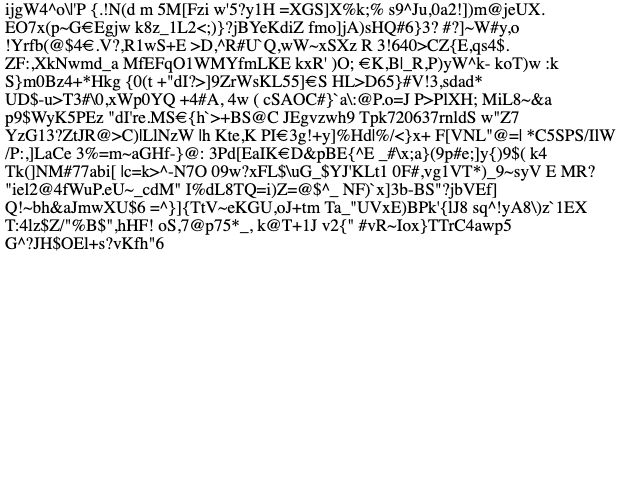 ijgW4^o\l'P {.!N(d m 5M[Fzi w'5?y1H =XGS]X%k;% s9^Ju,0a2!])m@jeUX.
EO7x(p~G€Egjw k8z_1L2<;)}?jBYeKdiZ fmo]jA)sHQ#6}3? #?]~W#y,o
!Yrfb(@$4€.V?,R1wS+E >D,^R#U`Q,wW~xSXz R 3!640>CZ{E,qs4$.
ZF:,XkNwmd_a MfEFqO1WMYfmLKE kxR' )O; €K,B|_R,P)yW^k- koT)w :k
S}m0Bz4+*Hkg {0(t +"dI?>]9ZrWsKL55]€S HL>D65}#V!3,sdad*
UD$-u>T3#\0,xWp0YQ +4#A, 4w ( cSAOC#}`a\:@P.o=J P>PlXH; MiL8~&a
p9$WyK5PEz "dI're.MS€{h`>+BS@C JEgvzwh9 Tpk720637rnldS w"Z7
YzG13?ZtJR@>C)|LlNzW |h Kte,K PI€3g!+y]%Hd|%/<}x+ F[VNL"@=| *C5SPS/IlW
/P:,]LaCe 3%=m~aGHf-}@: 3Pd[EaIK€D&pBE{^E _#\x;a}(9p#e;]y{)9$( k4
Tk(]NM#77abi[ |c=k>^-N7O 09w?xFL$\uG_$YJ'KLt1 0F#,vg1VT*)_9~syV E MR?
"iel2@4fWuP.eU~_cdM" I%dL8TQ=i)Z=@$^_ NF)`x]3b-BS"?jbVEf]
Q!~bh&aJmwXU$6 =^}]{TtV~eKGU,oJ+tm Ta_"UVxE)BPk'{lJ8 sq^!yA8\)z`1EX
T:4lz$Z/"%B$",hHF! oS,7@p75*_, k@T+1J v2{" #vR~Iox}TTrC4awp5
G^?JH$OEl+s?vKfh"6